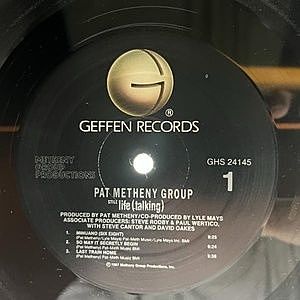 ®
GEFFEN RECORDS
METHENY
GROUP
PRODUCTIONS
GHS 24145
1
PAT METHENY GROUP
STILL life (talking)
PRODUCED BY PAT METHENY/CO-PRODUCED BY LYLE MAYS
ASSOCIATE PRODUCERS: STEVE RODBY & PAUL WERTICO,
WITH STEVE CANTOR AND DAVID OAKES
1. MINUANO (SIX EIGHT)
2. SO MAY IT SECRETLY BEGIN
3. LAST TRAIN HOME